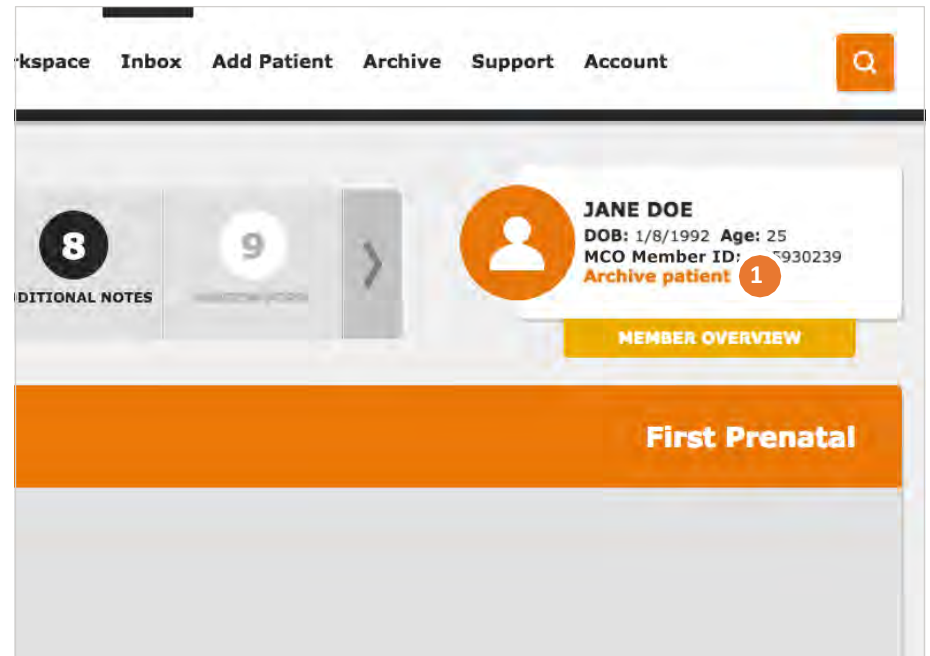 rkspace Inbox Add Patient Archive Support Account
8
9
DITIONAL NOTES
JANE DOE
DOB: 1/8/1992 Age: 25
MCO Member ID: 5930239
Archive patient 1
MEMBER OVERVIEW
First Prenatal